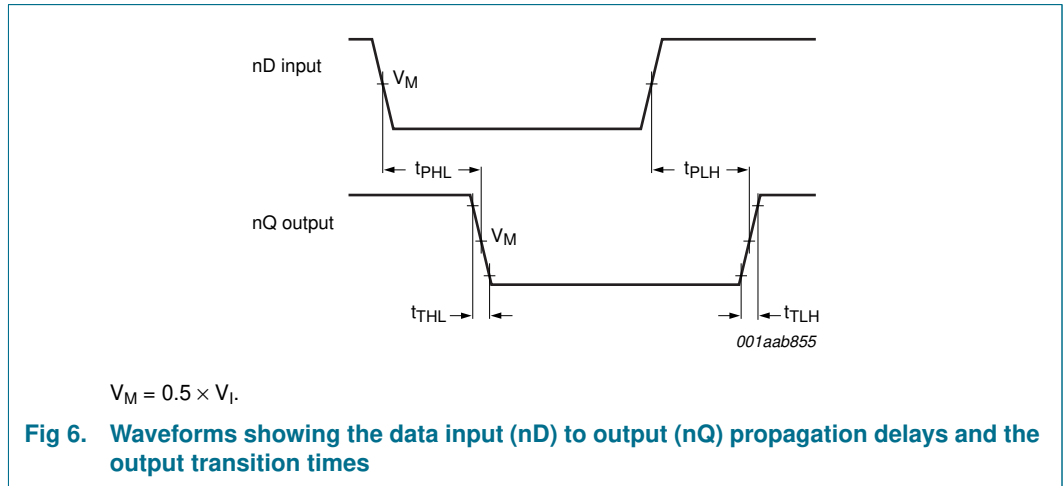 nD input
VM
tPHL
tPLH
nQ output
VM
tTHL
tTLH
001aab855
VM = 0.5 × VI.
Fig 6. Waveforms showing the data input (nD) to output (nQ) propagation delays and the
output transition times